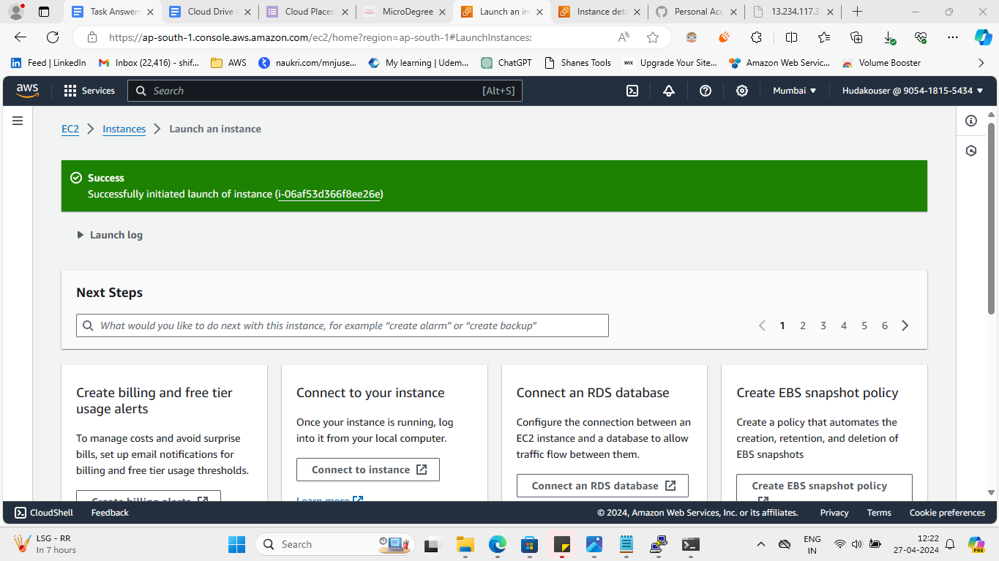 Task Answers
Cloud Drive
Cloud Placen
MicroDegree
Launch an in
Instance deta
Personal Acc
13.234.117.3
https://ap-south-1.console.aws.amazon.com/ec2/home?region=ap-south-1#LaunchInstances:
Feed | LinkedIn
Inbox (22,416) - shif...
AWS
naukri.com/mnjuse...
My learning | Udem...
ChatGPT
Shanes Tools
WIX
Upgrade Your Site...
Amazon Web Servic...
Volume Booster
aws
Services
Search
[Alt+S]
Mumbai
Hudakouser @ 9054-1815-5434
EC2
Instances
Launch an instance
Success
Successfully initiated launch of instance (i-06af53d366f8ee26e)
Launch log
Next Steps
What would you like to do next with this instance, for example “create alarm” or “create backup"
1 2 3 4 5 6
Create billing and free tier
usage alerts
To manage costs and avoid surprise
bills, set up email notifications for
billing and free tier usage thresholds.
Create billing alerts
Connect to your instance
Once your instance is running, log
into it from your local computer.
Connect to instance
Learn more
Connect an RDS database
Configure the connection between an
EC2 instance and a database to allow
traffic flow between them.
Connect an RDS database
Create EBS snapshot policy
Create a policy that automates the
creation, retention, and deletion of
EBS snapshots
Create EBS snapshot policy
CloudShell
Feedback
© 2024, Amazon Web Services, Inc. or its affiliates.
Privacy
Terms
Cookie preferences
LSG - RR
In 7 hours
Search
ENG
IN
12:22
27-04-2024
PRE